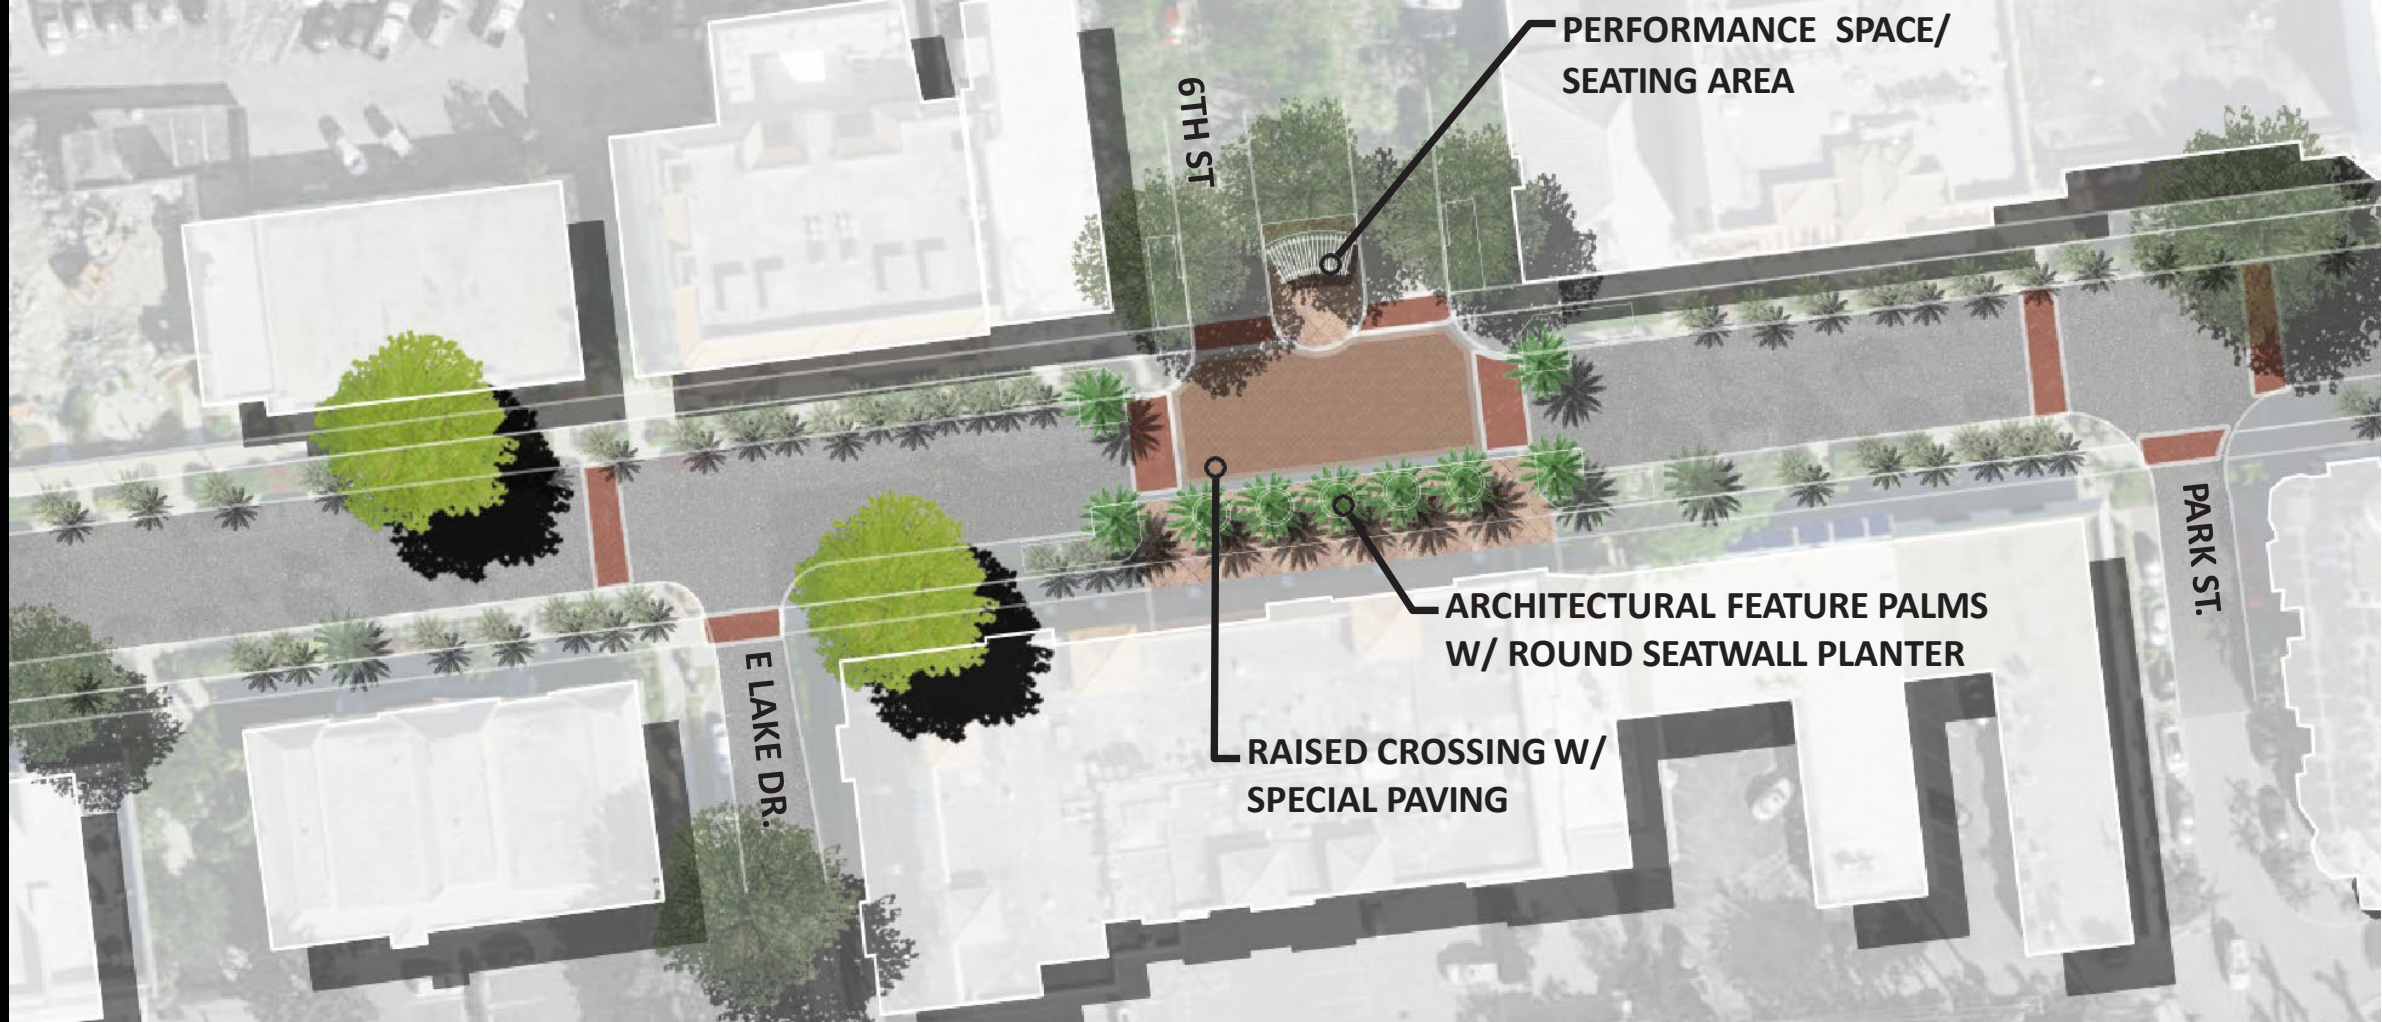 PERFORMANCE SPACE/
SEATING AREA
6TH ST
ARCHITECTURAL FEATURE PALMS
W/ ROUND SEATWALL PLANTER
PARK ST.
E LAKE DR.
RAISED CROSSING W/
SPECIAL PAVING